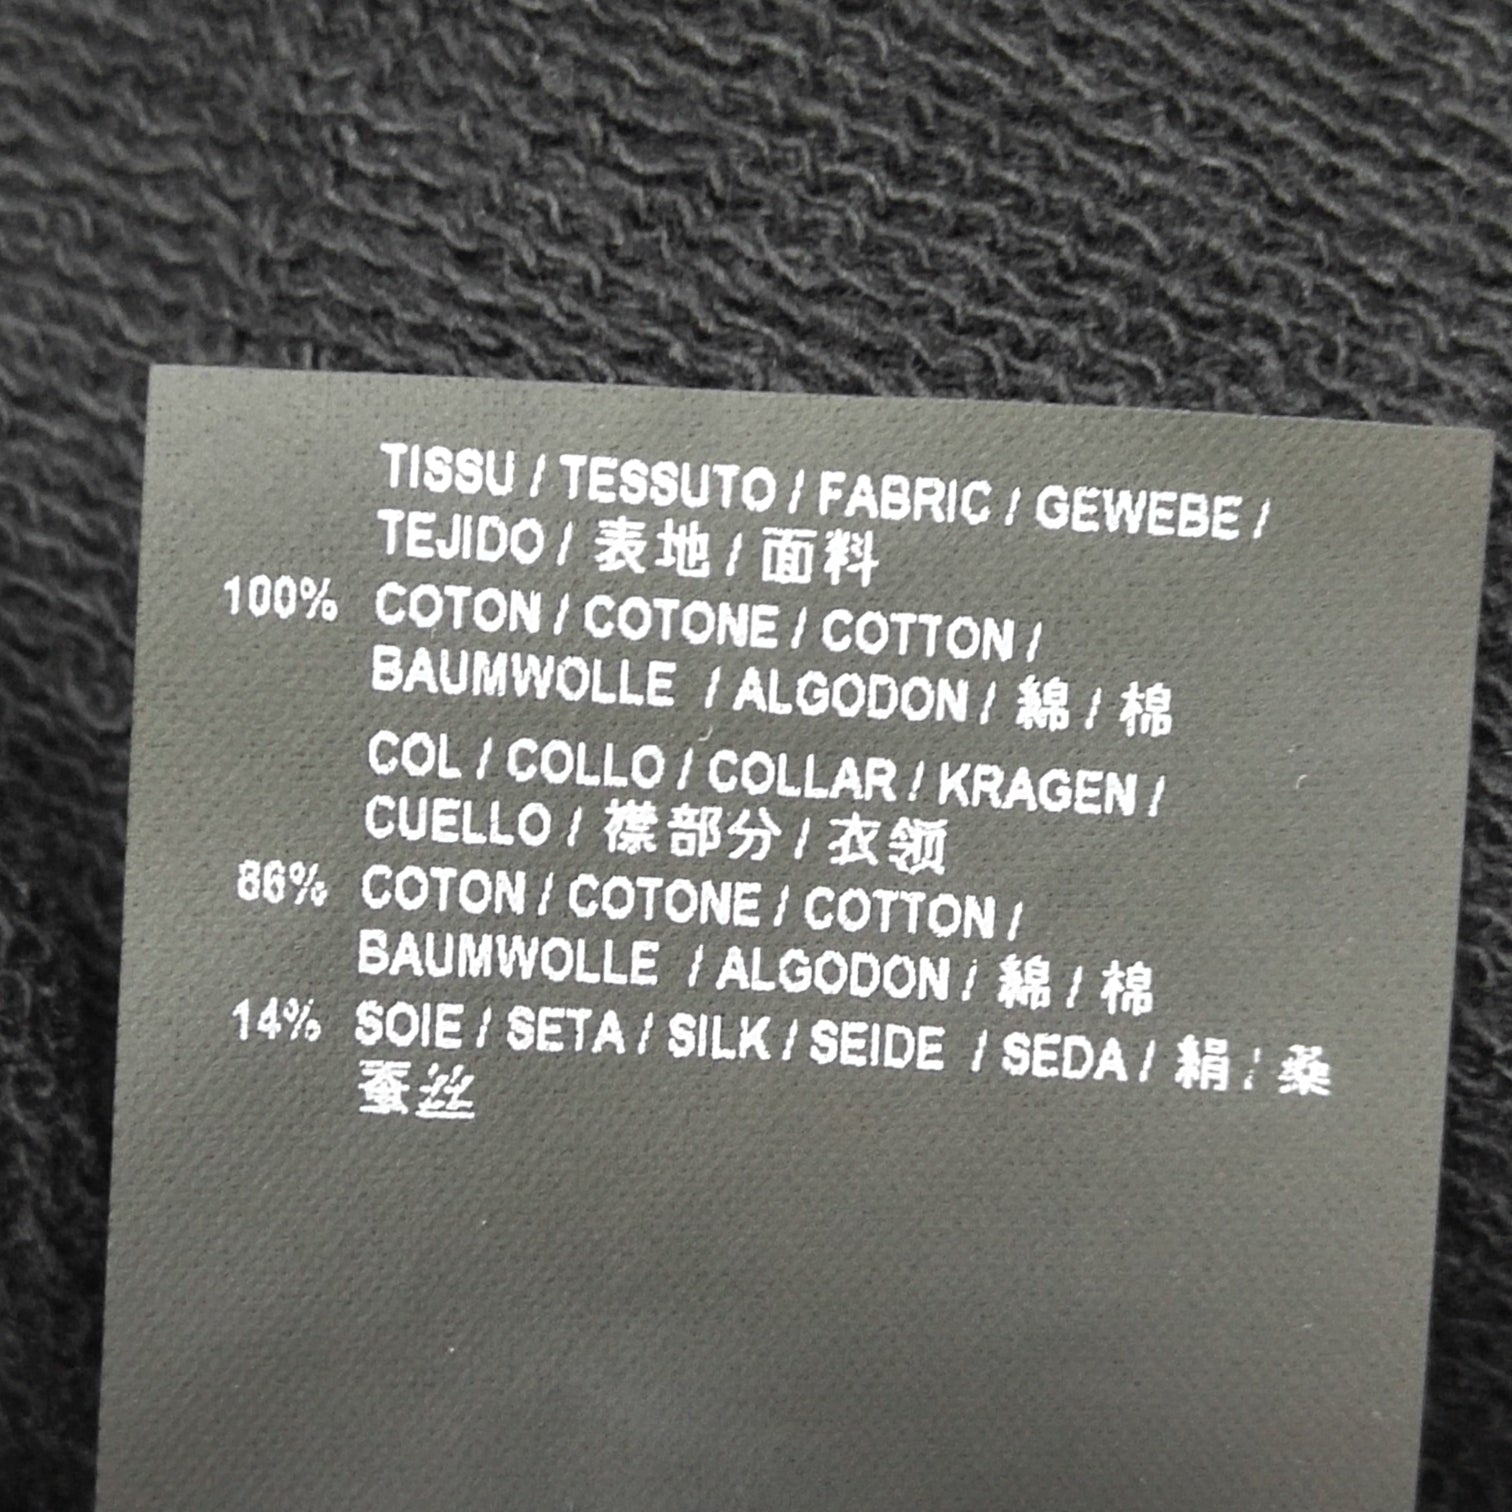 TISSU / TESSUTO / FABRIC / GEWEBE /
TEJIDO / 表地 / 面料
100% COTON / COTONE / COTTON /
BAUMWOLLE / ALGODON / 綿 / 棉
COL / COLLO / COLLAR / KRAGEN /
CUELLO / 襟部分 / 衣领
86% COTON / COTONE / COTTON /
BAUMWOLLE / ALGODON / 綿 / 棉
14% SOIE / SETA / SILK / SEIDE / SEDA / 絹 / 桑
蚕丝